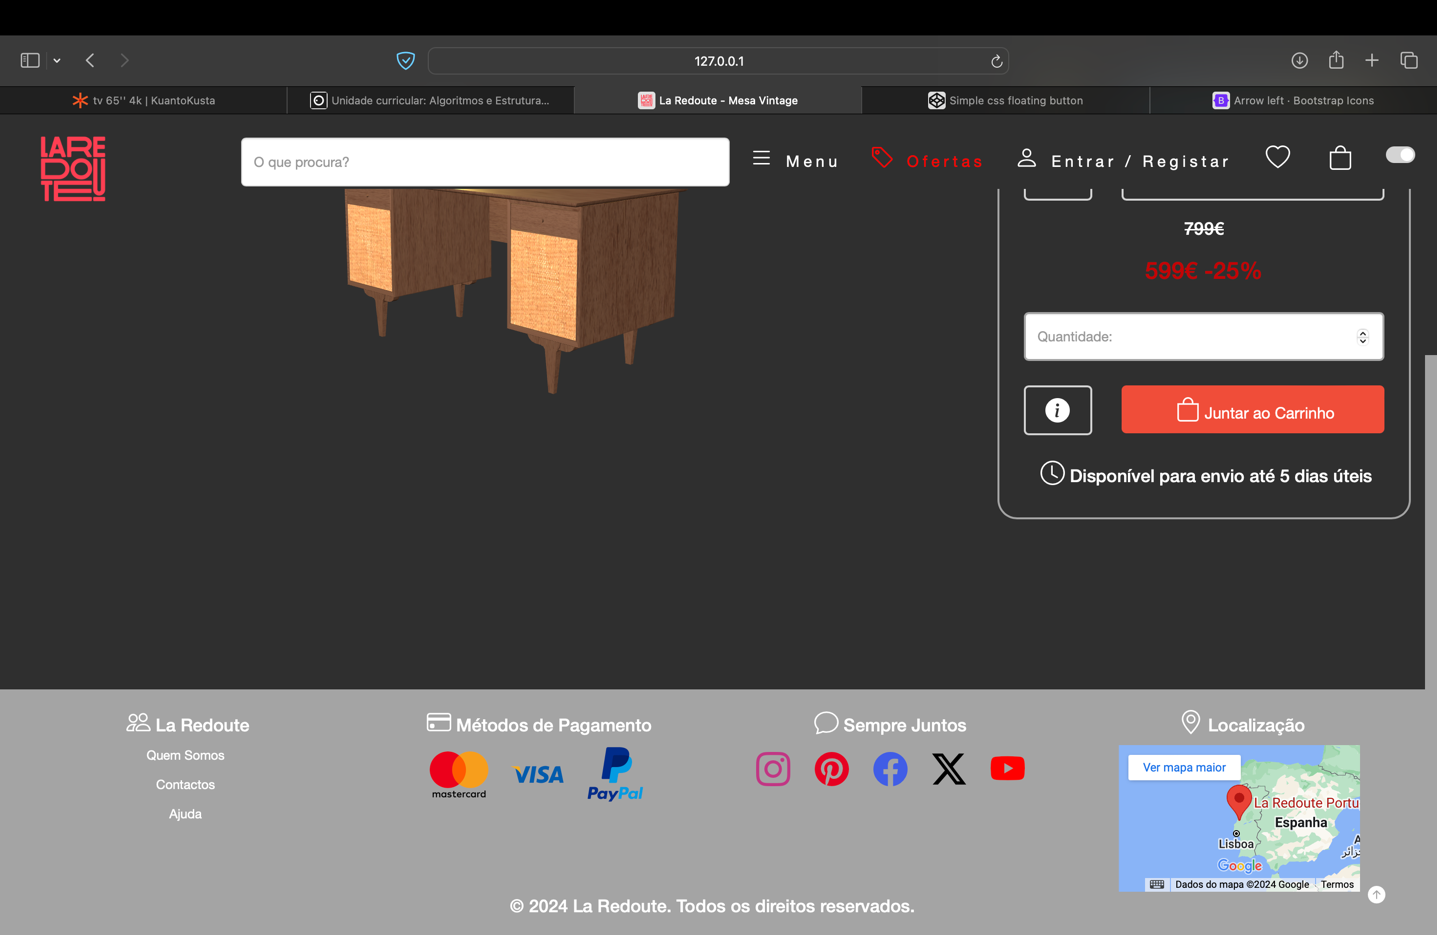 127.0.0.1
tv 65'' 4k | KuantoKusta
Unidade curricular: Algoritmos e Estrutura...
La Redoute - Mesa Vintage
Simple css floating button
B
Arrow left · Bootstrap Icons
LA REDOUTE
O que procura?
Menu
Ofertas
Entrar / Registar
799€
599€ -25%
Quantidade:
Juntar ao Carrinho
Disponível para envio até 5 dias úteis
La Redoute
Quem Somos
Contactos
Ajuda
Métodos de Pagamento
mastercard
VISA
PayPal
Sempre Juntos
Localização
Ver mapa maior
La Redoute Portu
Espanha
Lisboa
Google
Dados do mapa ©2024 Google
Termos
© 2024 La Redoute. Todos os direitos reservados.